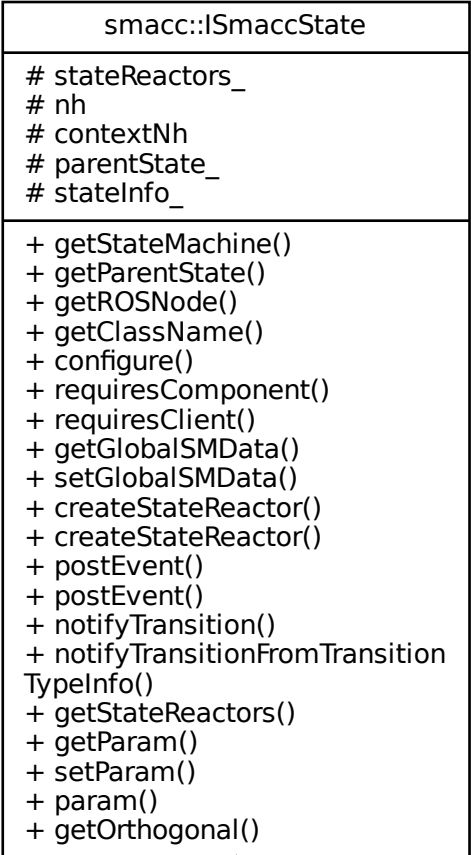 smacc::ISmaccState
# stateReactors_
# nh
# contextNh
# parentState_
# stateInfo_
+ getStateMachine()
+ getParentState()
+ getROSNode()
+ getClassName()
+ configure()
+ requiresComponent()
+ requiresClient()
+ getGlobalSMData()
+ setGlobalSMData()
+ createStateReactor()
+ createStateReactor()
+ postEvent()
+ postEvent()
+ notifyTransition()
+ notifyTransitionFromTransition
TypeInfo()
+ getStateReactors()
+ getParam()
+ setParam()
+ param()
+ getOrthogonal()